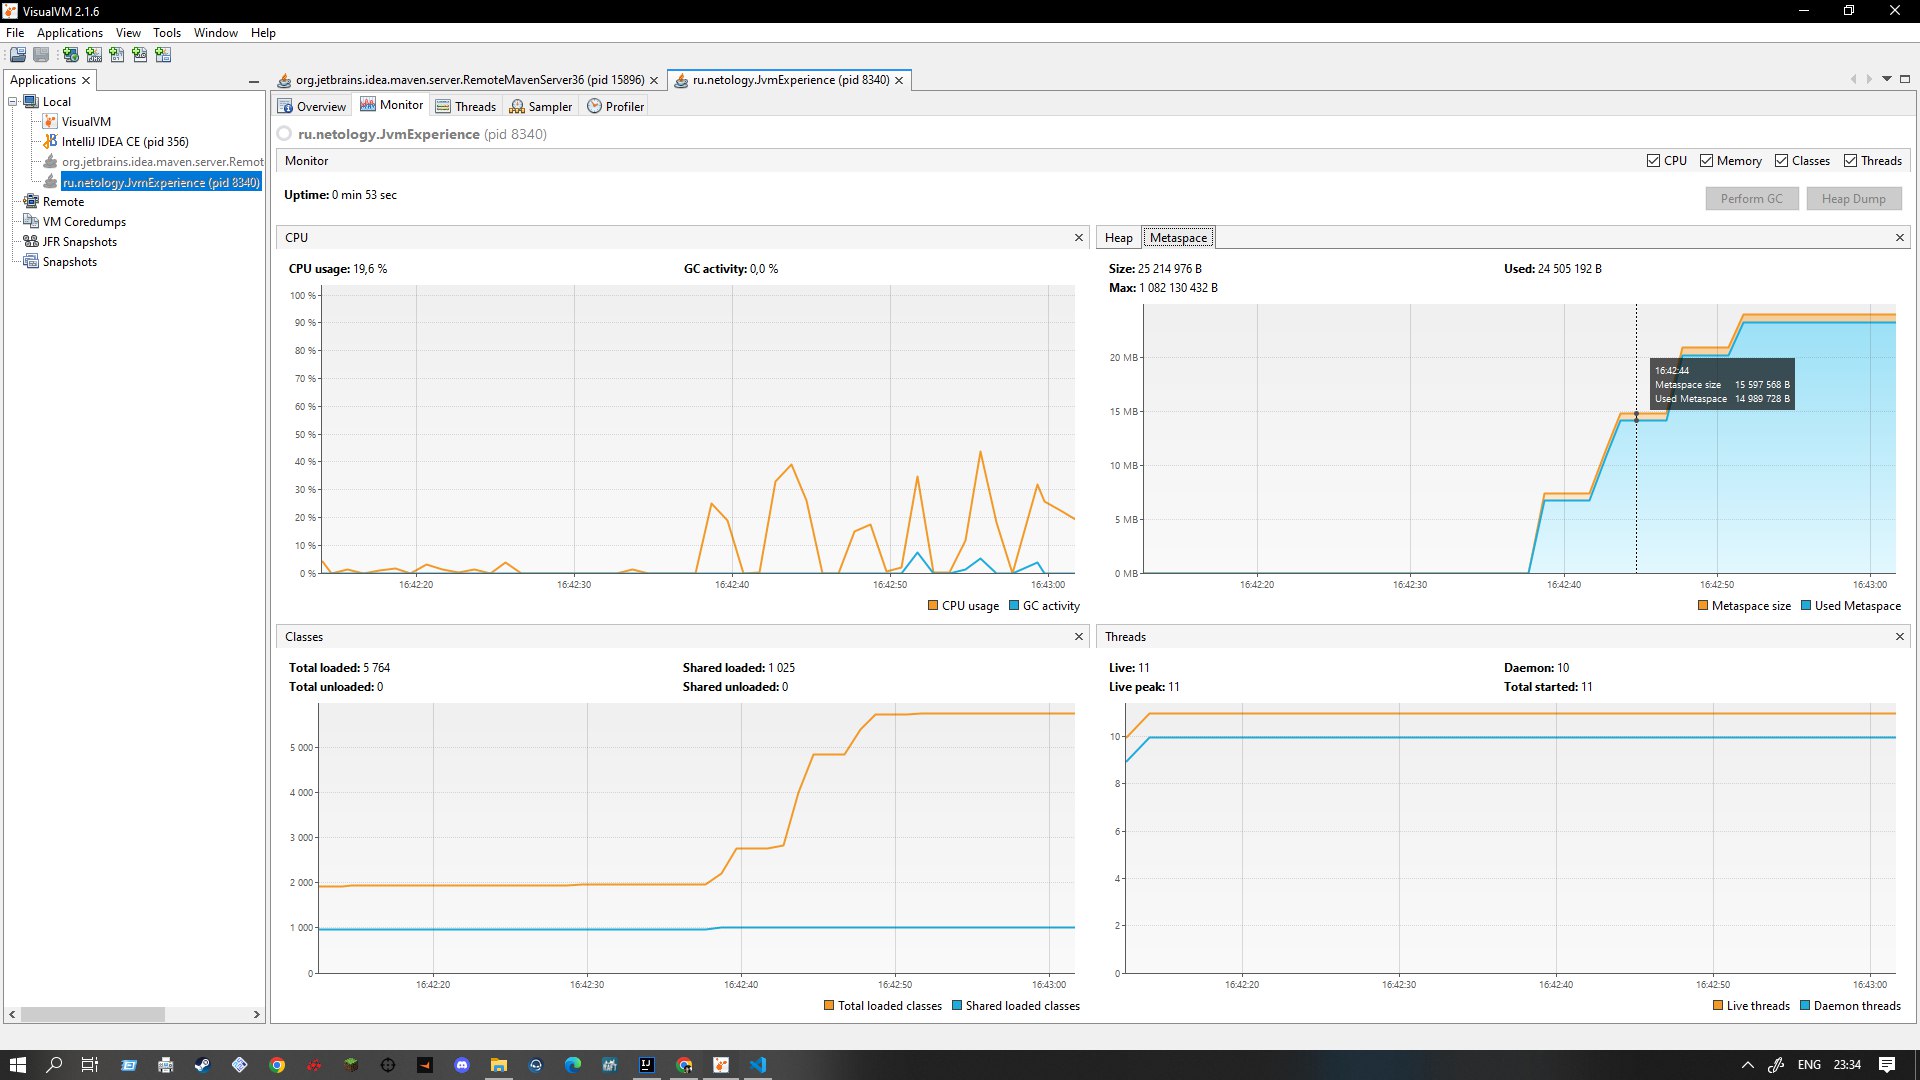 VisualVM 2.1.6
File Applications View Tools Window Help
Applications
Local
VisualVM
IntelliJ IDEA CE (pid 356)
org.jetbrains.idea.maven.server.Remot
ru.netology.JvmExperience (pid 8340)
Remote
VM Coredumps
JFR Snapshots
Snapshots
org.jetbrains.idea.maven.server.RemoteMavenServer36 (pid 15896)
ru.netology.JvmExperience (pid 8340)
Overview Monitor Threads Sampler Profiler
ru.netology.JvmExperience (pid 8340)
Monitor
CPU Memory Classes Threads
Uptime: 0 min 53 sec
Perform GC Heap Dump
CPU
CPU usage: 19,6 % GC activity: 0,0 %
100 %
90 %
80 %
70 %
60 %
50 %
40 %
30 %
20 %
10 %
0 %
16:42:20 16:42:30 16:42:40 16:42:50 16:43:00
CPU usage GC activity
Heap Metaspace
Size: 25 214 976 B Used: 24 505 192 B
Max: 1 082 130 432 B
20 MB
15 MB
10 MB
5 MB
0 MB
16:42:44
Metaspace size 15 597 568 B
Used Metaspace 14 989 728 B
16:42:20 16:42:30 16:42:40 16:42:50 16:43:00
Metaspace size Used Metaspace
Classes
Total loaded: 5 764 Shared loaded: 1 025
Total unloaded: 0 Shared unloaded: 0
5 000
4 000
3 000
2 000
1 000
0
16:42:20 16:42:30 16:42:40 16:42:50 16:43:00
Total loaded classes Shared loaded classes
Threads
Live: 11 Daemon: 10
Live peak: 11 Total started: 11
10
8
6
4
2
0
16:42:20 16:42:30 16:42:40 16:42:50 16:43:00
Live threads Daemon threads
ENG 23:34